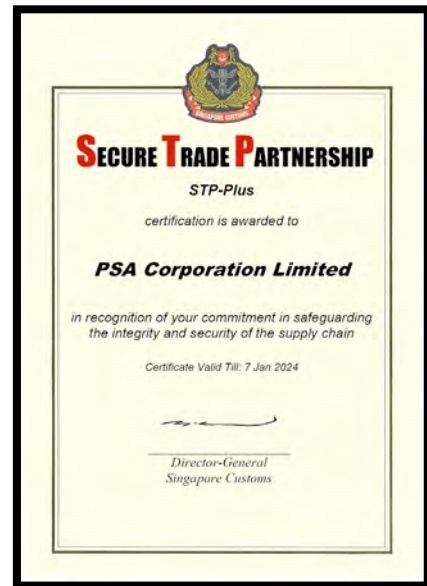 SINGAPORE CUSTOMS
SECURE TRADE PARTNERSHIP
STP-Plus
certification is awarded to
PSA Corporation Limited
in recognition of your commitment in safeguarding
the integrity and security of the supply chain
Certificate Valid Till: 7 Jan 2024
Director-General
Singapore Customs